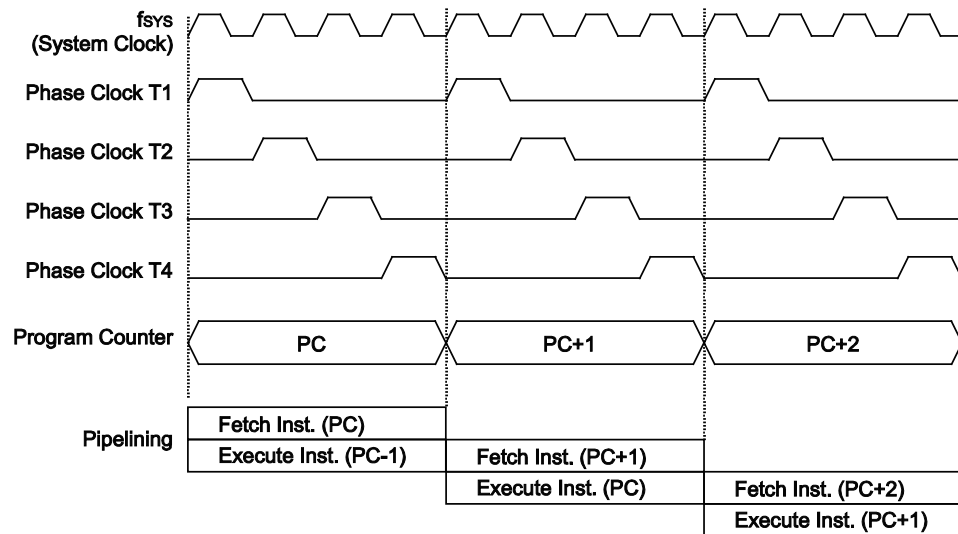 fSYS
(System Clock)
Phase Clock T1
Phase Clock T2
Phase Clock T3
Phase Clock T4
Program Counter
PC
PC+1
PC+2
Pipelining
Fetch Inst. (PC)
Execute Inst. (PC-1)
Fetch Inst. (PC+1)
Execute Inst. (PC)
Fetch Inst. (PC+2)
Execute Inst. (PC+1)